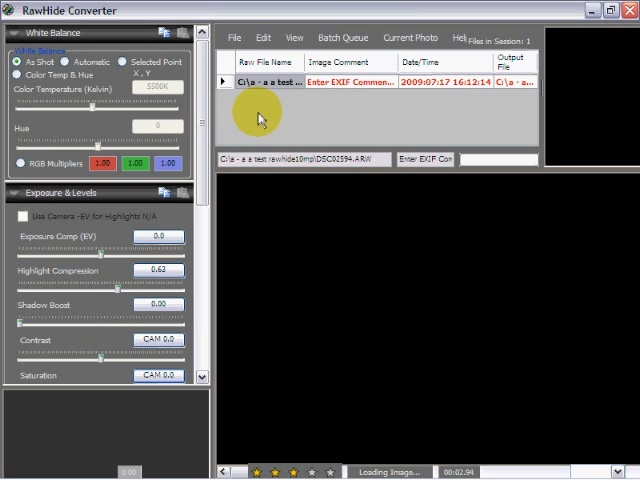 RawHide Converter
White Balance
White Balance
As Shot
Automatic
Selected Point
Color Temp & Hue
X , Y
Color Temperature (Kelvin)
5500K
Hue
0
RGB Multipliers
1.00
1.00
1.00
Exposure & Levels
Use Camera -EV for Highlights N/A
Exposure Comp (EV)
0.0
Highlight Compression
0.63
Shadow Boost
0.00
Contrast
CAM 0.0
Saturation
CAM 0.0
0.00
File
Edit
View
Batch Queue
Current Photo
Hel
Files in Session: 1
Raw File Name
Image Comment
Date/Time
Output
File
C:\a - a a test ...
Enter EXIF Commen...
2009:07:17 16:12:14
C:\a - a...
C:\a - a a test rawhide10mp\DSC02594.ARW
Enter EXIF Con
Loading Image...
00:02.94